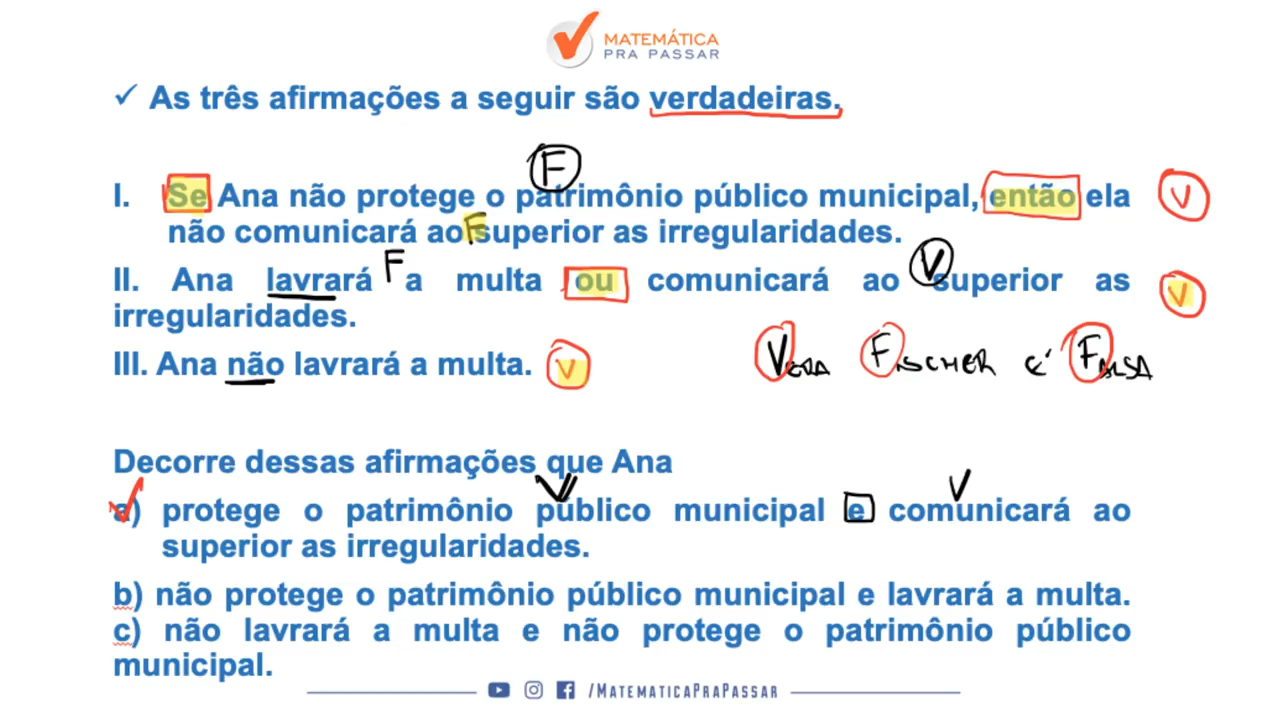 MATEMÁTICA
PRA PASSAR
✓ As três afirmações a seguir são verdadeiras.
F
I. Se Ana não protege o patrimônio público municipal, então ela V
não comunicará ao F superior as irregularidades.
II. Ana lavrará F a multa ou comunicará ao V superior as V
irregularidades.
III. Ana não lavrará a multa. V VERA FISCHER É FALSA
Decorre dessas afirmações que Ana
V V
a) protege o patrimônio público municipal e comunicará ao
superior as irregularidades.
b) não protege o patrimônio público municipal e lavrará a multa.
c) não lavrará a multa e não protege o patrimônio público
municipal.
/MATEMATICAPRAPASSAR